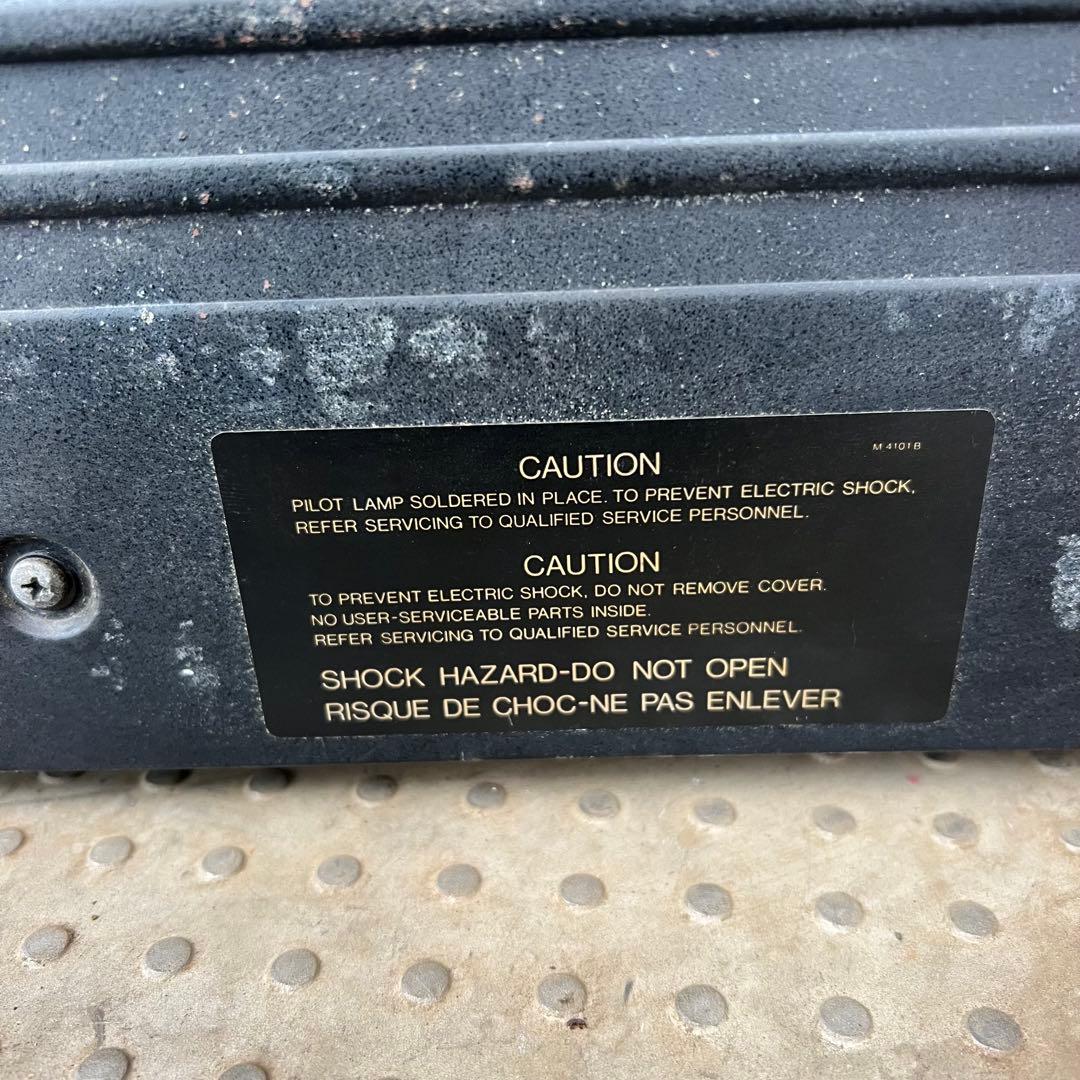 M4101B
CAUTION
PILOT LAMP SOLDERED IN PLACE. TO PREVENT ELECTRIC SHOCK,
REFER SERVICING TO QUALIFIED SERVICE PERSONNEL.
CAUTION
TO PREVENT ELECTRIC SHOCK, DO NOT REMOVE COVER.
NO USER-SERVICEABLE PARTS INSIDE.
REFER SERVICING TO QUALIFIED SERVICE PERSONNEL.
SHOCK HAZARD-DO NOT OPEN
RISQUE DE CHOC-NE PAS ENLEVER